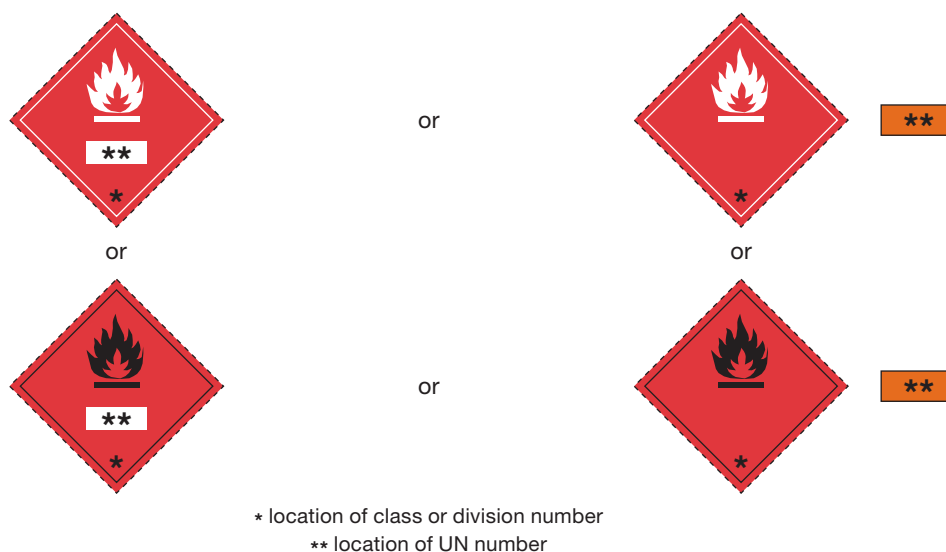 **
*
or
*
**
or
or
**
*
or
*
**
* location of class or division number
** location of UN number